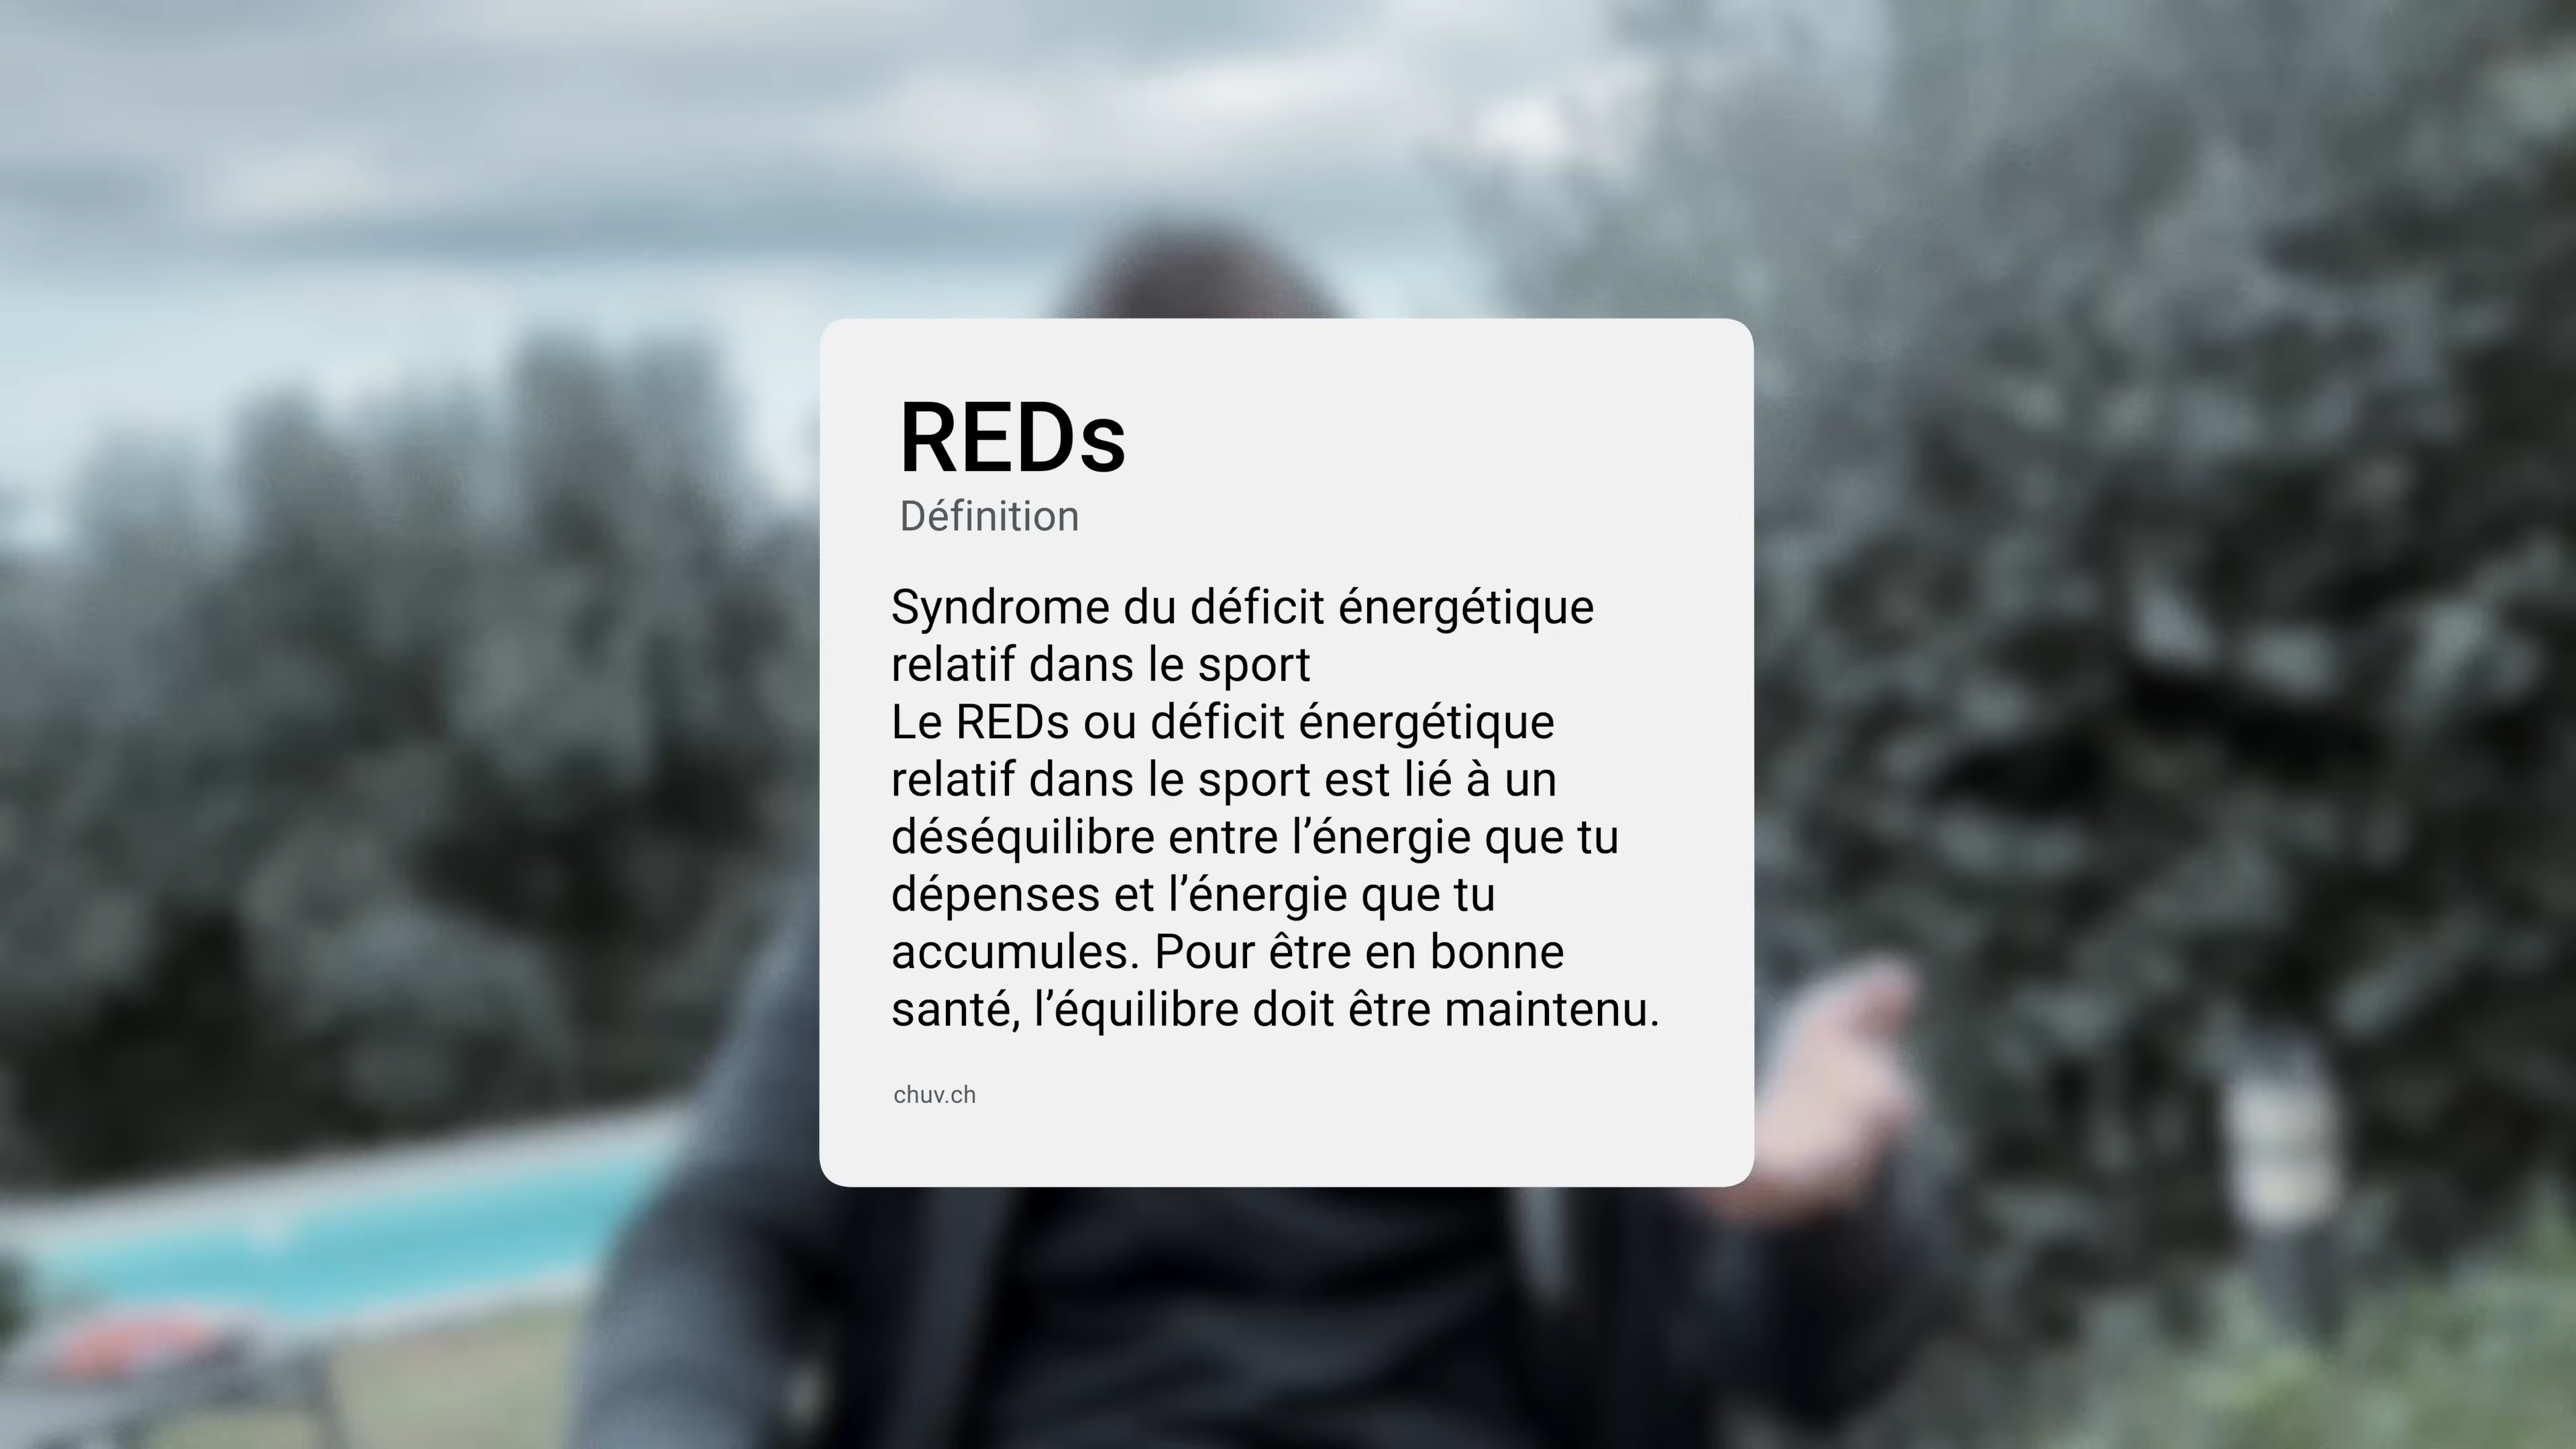 REDs
Définition
Syndrome du déficit énergétique
relatif dans le sport
Le REDs ou déficit énergétique
relatif dans le sport est lié à un
déséquilibre entre l’énergie que tu
dépenses et l’énergie que tu
accumules. Pour être en bonne
santé, l’équilibre doit être maintenu.
chuv.ch